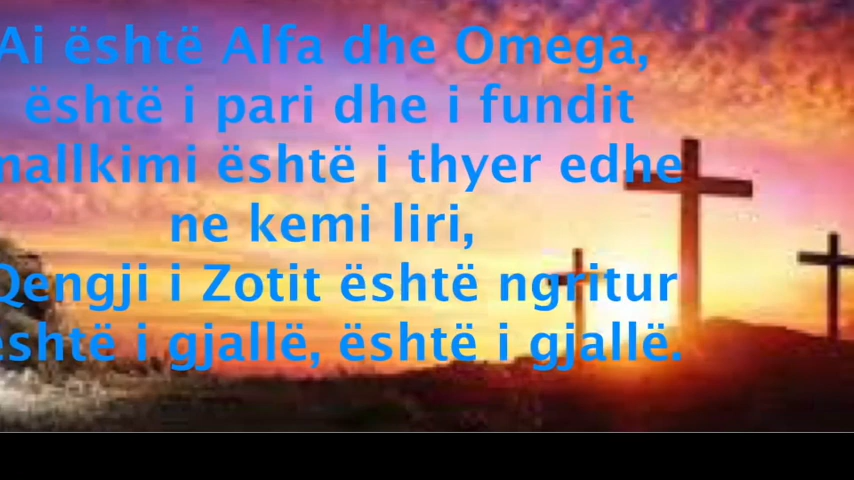 Ai është Alfa dhe Omega,
është i pari dhe i fundit
mallkimi është i thyer edhe
ne kemi liri,
Qengji i Zotit është ngritur
është i gjallë, është i gjallë.